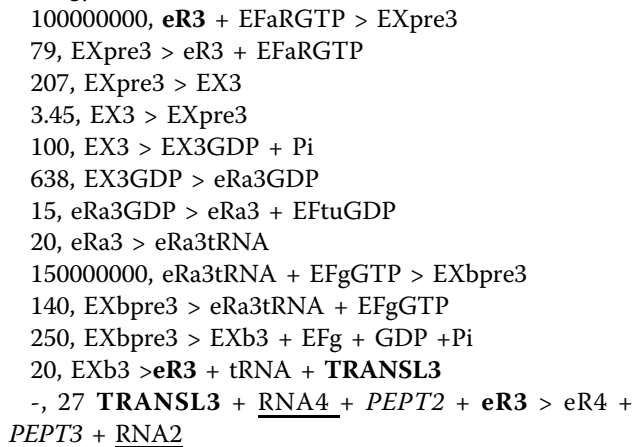 100000000, eR3 + EFaRGTP > EXpre3
79, EXpre3 > eR3 + EFaRGTP
207, EXpre3 > EX3
3.45, EX3 > EXpre3
100, EX3 > EX3GDP + Pi
638, EX3GDP > eRa3GDP
15, eRa3GDP > eRa3 + EFtuGDP
20, eRa3 > eRa3tRNA
150000000, eRa3tRNA + EFgGTP > EXbpre3
140, EXbpre3 > eRa3tRNA + EFgGTP
250, EXbpre3 > EXb3 + EFg + GDP +Pi
20, EXb3 >eR3 + tRNA + TRANSL3
-, 27 TRANSL3 + RNA4 + PEPT2 + eR3 > eR4 +
PEPT3 + RNA2